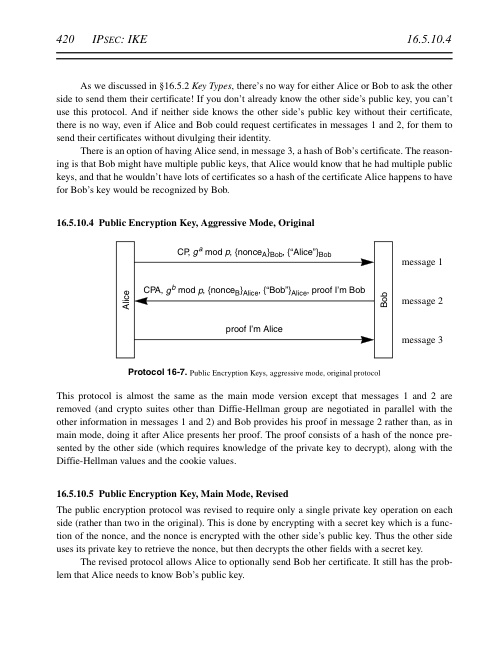 420 IPSEC: IKE 16.5.10.4
As we discussed in §16.5.2 Key Types, there's no way for either Alice or Bob to ask the other
side to send them their certificate! If you don't already know the other side's public key, you can't
use this protocol. And if neither side knows the other side's public key without their certificate,
there is no way, even if Alice and Bob could request certificates in messages 1 and 2, for them to
send their certificates without divulging their identity.
There is an option of having Alice send, in message 3, a hash of Bob's certificate. The reason-
ing is that Bob might have multiple public keys, that Alice would know that he had multiple public
keys, and that he wouldn't have lots of certificates so a hash of the certificate Alice happens to have
for Bob's key would be recognized by Bob.
16.5.10.4 Public Encryption Key, Aggressive Mode, Original
Alice
CP, g^a mod p, {nonce_A}_Bob, {“Alice”}_Bob
message 1
CPA, g^b mod p, {nonce_B}_Alice, {“Bob”}_Alice, proof I'm Bob
message 2
proof I'm Alice
message 3
Bob
Protocol 16-7. Public Encryption Keys, aggressive mode, original protocol
This protocol is almost the same as the main mode version except that messages 1 and 2 are
removed (and crypto suites other than Diffie-Hellman group are negotiated in parallel with the
other information in messages 1 and 2) and Bob provides his proof in message 2 rather than, as in
main mode, doing it after Alice presents her proof. The proof consists of a hash of the nonce pre-
sented by the other side (which requires knowledge of the private key to decrypt), along with the
Diffie-Hellman values and the cookie values.
16.5.10.5 Public Encryption Key, Main Mode, Revised
The public encryption protocol was revised to require only a single private key operation on each
side (rather than two in the original). This is done by encrypting with a secret key which is a func-
tion of the nonce, and the nonce is encrypted with the other side's public key. Thus the other side
uses its private key to retrieve the nonce, but then decrypts the other fields with a secret key.
The revised protocol allows Alice to optionally send Bob her certificate. It still has the prob-
lem that Alice needs to know Bob's public key.